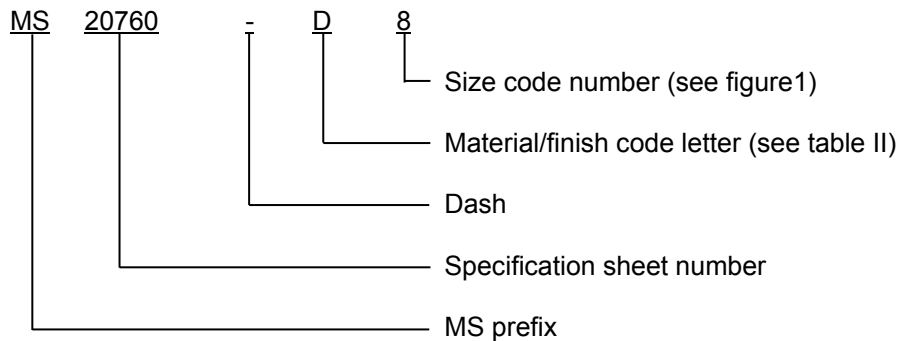 MS 20760 - D 8
Size code number (see figure1)
Material/finish code letter (see table II)
Dash
Specification sheet number
MS prefix